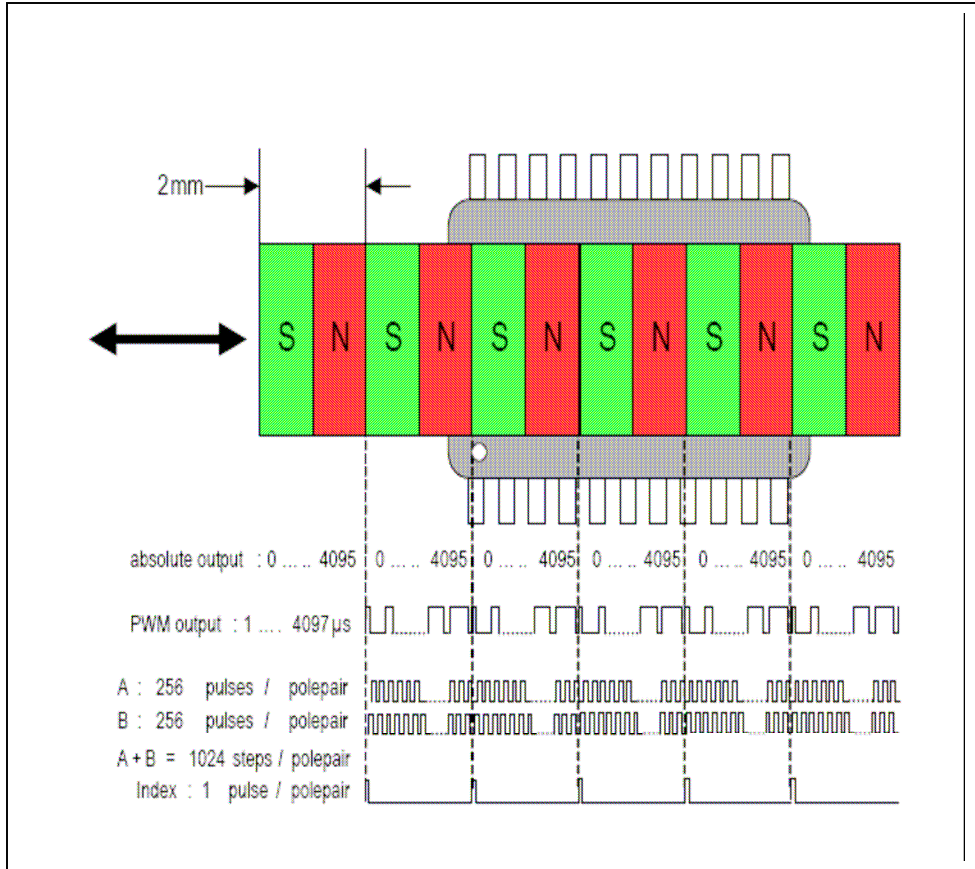 2mm
S N S N S N S N S N S N
absolute output : 0 ..... 4095 0 ..... 4095 0 ..... 4095 0 ..... 4095 0 ..... 4095 0 ..... 4095
PWM output : 1 .... 4097µs
A : 256 pulses / polepair
B : 256 pulses / polepair
A + B = 1024 steps / polepair
Index : 1 pulse / polepair